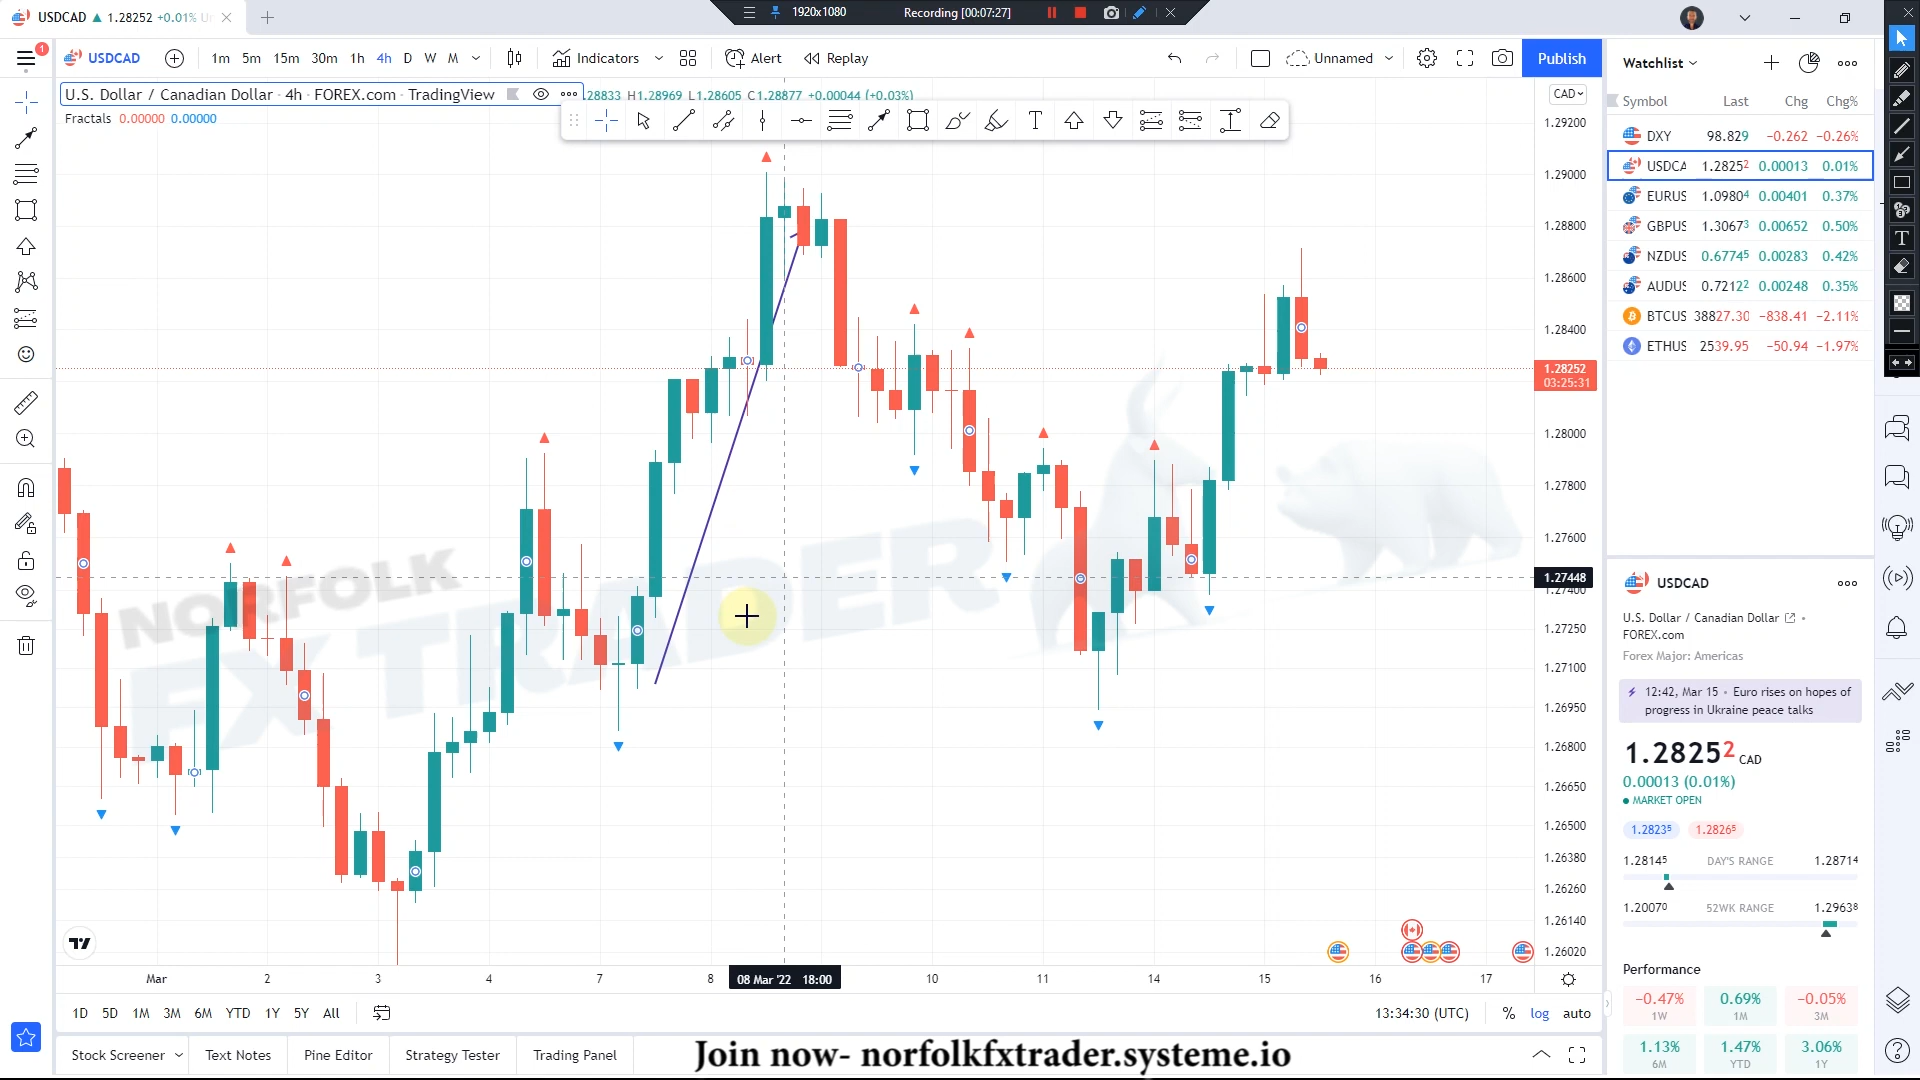 USDCAD ▲ 1.28252 +0.01% Un
1920x1080
Recording [00:07:27]
1
USDCAD
1m 5m 15m 30m 1h 4h D W M
Indicators
Alert
Replay
Unnamed
Publish
U.S. Dollar / Canadian Dollar · 4h · FOREX.com · TradingView
.28833 H1.28969 L1.28605 C1.28877 +0.00044 (+0.03%)
Fractals 0.00000 0.00000
CAD
1.29200
1.29000
1.28800
1.28600
1.28400
1.28252
03:25:31
1.28000
1.27800
1.27600
1.27448
1.27400
1.27250
1.27100
1.26950
1.26800
1.26650
1.26500
1.26380
1.26260
1.26140
1.26020
NORFOLK
FX TRADER
Mar 2 3 4 7 8 08 Mar '22 18:00 10 11 14 15 16 17
1D 5D 1M 3M 6M YTD 1Y 5Y All
13:34:30 (UTC) % log auto
Stock Screener Text Notes Pine Editor Strategy Tester Trading Panel
Join now- norfolkfxtrader.systeme.io
Watchlist
Symbol Last Chg Chg%
DXY 98.829 −0.262 −0.26%
USDCA 1.28252 0.00013 0.01%
EURUS 1.09804 0.00401 0.37%
GBPUS 1.30673 0.00652 0.50%
NZDUS 0.67745 0.00283 0.42%
AUDUS 0.72122 0.00248 0.35%
BTCUS 38827.30 −838.41 −2.11%
ETHUS 2539.95 −50.94 −1.97%
USDCAD
U.S. Dollar / Canadian Dollar
FOREX.com
Forex Major: Americas
12:42, Mar 15 • Euro rises on hopes of
progress in Ukraine peace talks
1.28252 CAD
0.00013 (0.01%)
MARKET OPEN
1.28235 1.28265
1.28145 DAY'S RANGE 1.28714
1.20070 52WK RANGE 1.29638
Performance
−0.47% 0.69% −0.05%
1W 1M 3M
1.13% 1.47% 3.06%
6M YTD 1Y